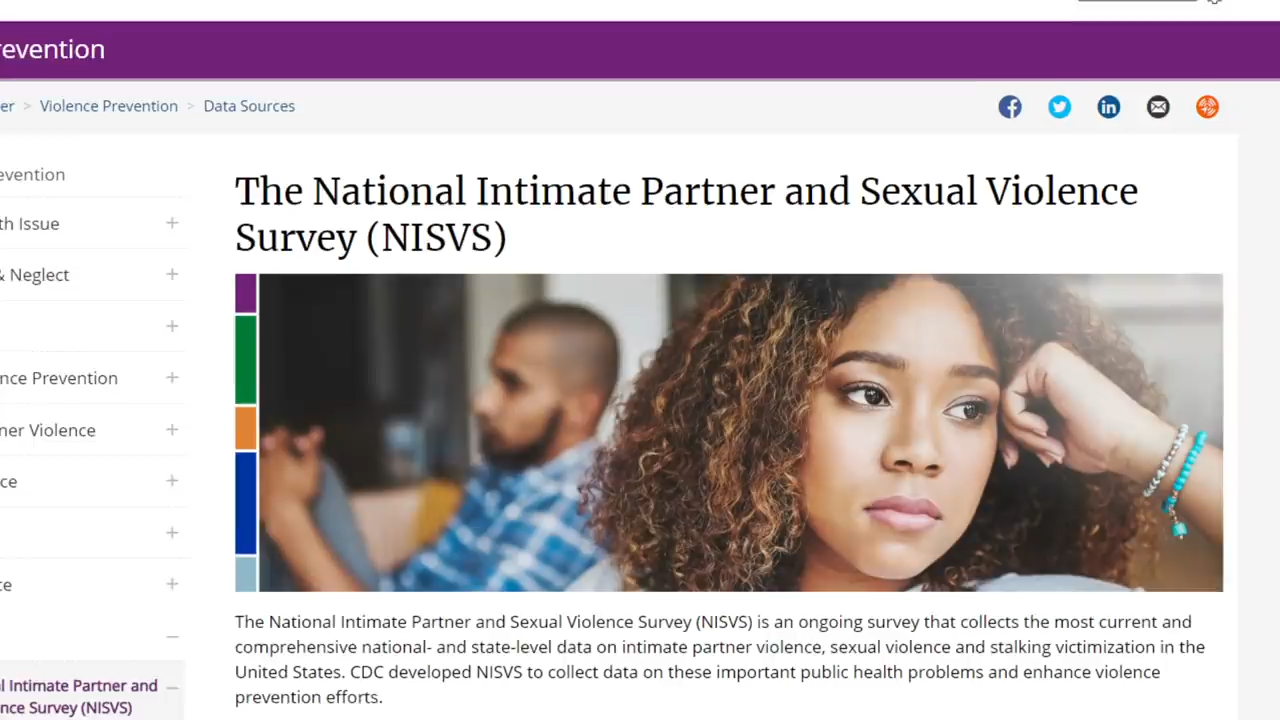 revention
er > Violence Prevention > Data Sources
evention
th Issue
& Neglect
nce Prevention
ner Violence
ce
ce
l Intimate Partner and
nce Survey (NISVS)
The National Intimate Partner and Sexual Violence
Survey (NISVS)
The National Intimate Partner and Sexual Violence Survey (NISVS) is an ongoing survey that collects the most current and
comprehensive national- and state-level data on intimate partner violence, sexual violence and stalking victimization in the
United States. CDC developed NISVS to collect data on these important public health problems and enhance violence
prevention efforts.